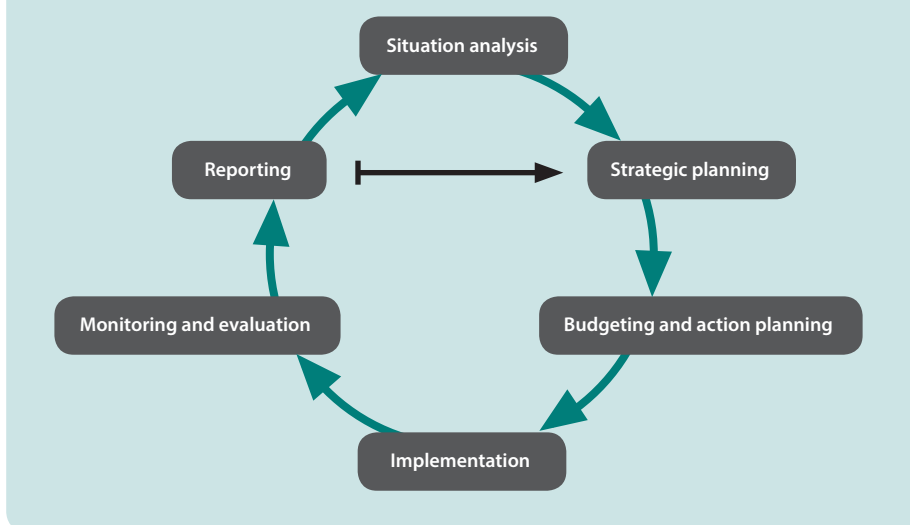 Situation analysis
Reporting
Strategic planning
Monitoring and evaluation
Budgeting and action planning
Implementation